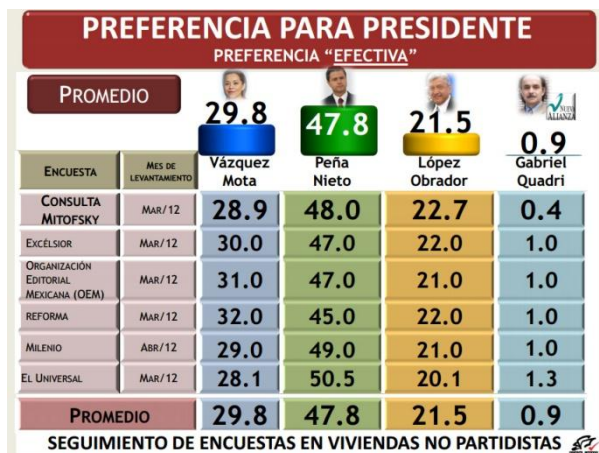 PREFERENCIA PARA PRESIDENTE
PREFERENCIA “EFECTIVA”
PROMEDIO
29.8 47.8 21.5 0.9
NUEVA
ALIANZA
Vázquez Mota Peña Nieto López Obrador Gabriel Quadri
ENCUESTA MES DE LEVANTAMIENTO
CONSULTA MITOFSKY MAR/12 28.9 48.0 22.7 0.4
EXCÉLSIOR MAR/12 30.0 47.0 22.0 1.0
ORGANIZACIÓN EDITORIAL MEXICANA (OEM) MAR/12 31.0 47.0 21.0 1.0
REFORMA MAR/12 32.0 45.0 22.0 1.0
MILENIO ABR/12 29.0 49.0 21.0 1.0
EL UNIVERSAL MAR/12 28.1 50.5 20.1 1.3
PROMEDIO 29.8 47.8 21.5 0.9
SEGUIMIENTO DE ENCUESTAS EN VIVIENDAS NO PARTIDISTAS